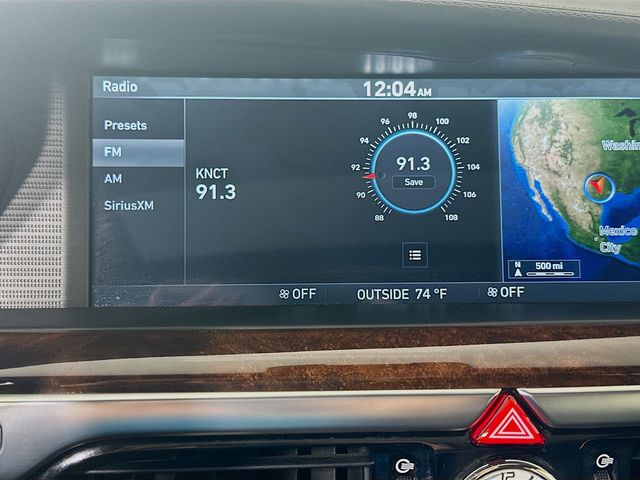 Radio
12:04AM
Presets
FM
AM
SiriusXM
KNCT
91.3
88
90
92
94
96
98
100
102
104
106
108
91.3
Save
Washin
Mexico
City
N
500 mi
OFF
OUTSIDE 74 °F
OFF
12